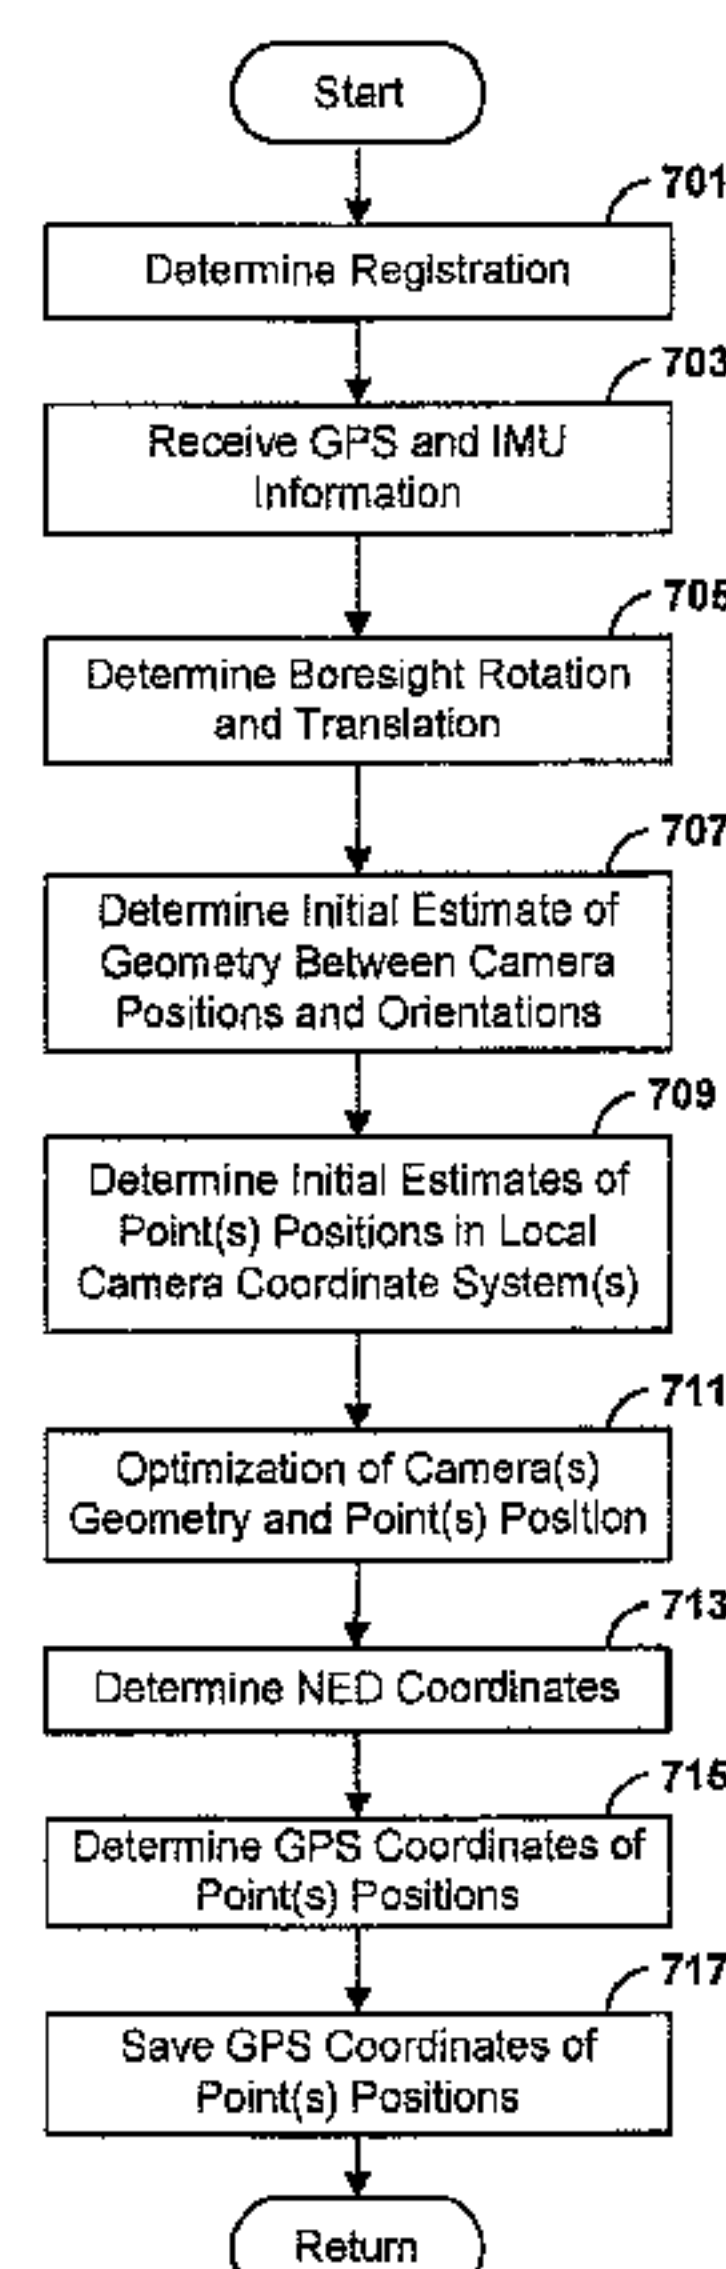 Start
701
Determine Registration
703
Receive GPS and IMU
Information
705
Determine Boresight Rotation
and Translation
707
Determine Initial Estimate of
Geometry Between Camera
Positions and Orientations
709
Determine Initial Estimates of
Point(s) Positions in Local
Camera Coordinate System(s)
711
Optimization of Camera(s)
Geometry and Point(s) Position
713
Determine NED Coordinates
715
Determine GPS Coordinates of
Point(s) Positions
717
Save GPS Coordinates of
Point(s) Positions
Return